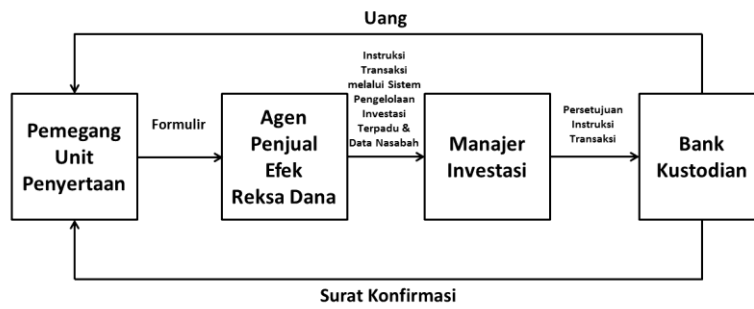 Uang
Pemegang
Unit
Penyertaan
Formulir
Agen
Penjual
Efek
Reksa Dana
Instruksi
Transaksi
melalui Sistem
Pengelolaan
Investasi
Terpadu &
Data Nasabah
Manajer
Investasi
Persetujuan
Instruksi
Transaksi
Bank
Kustodian
Surat Konfirmasi